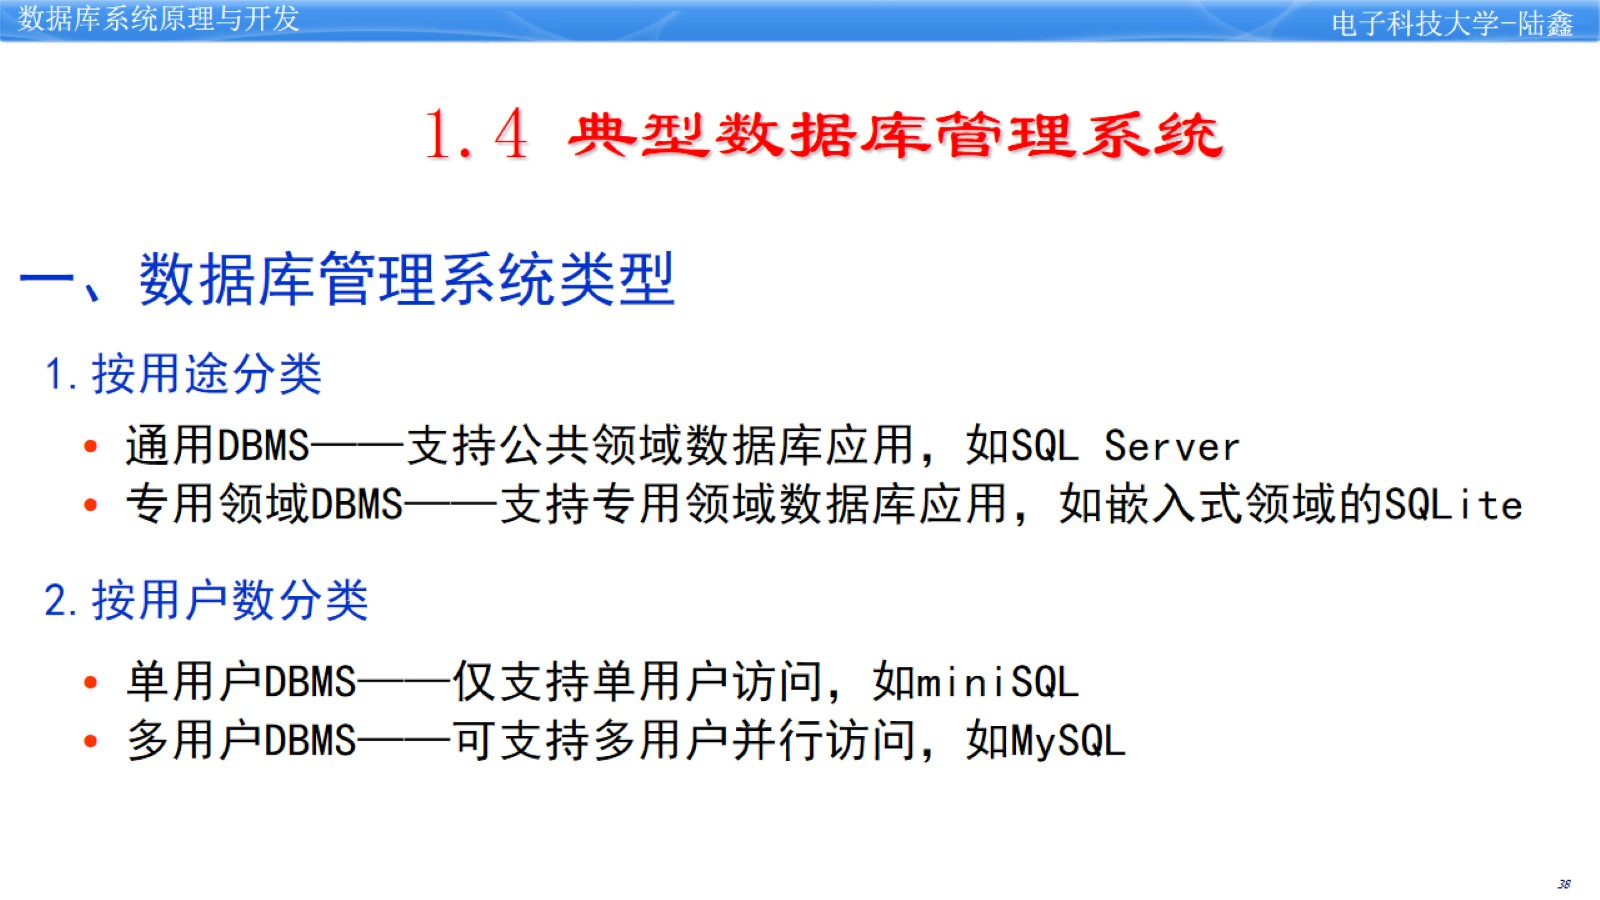 数据库系统原理与开发
电子科技大学-陆鑫
1.4 典型数据库管理系统
一、数据库管理系统类型
1.按用途分类
• 通用DBMS——支持公共领域数据库应用，如SQL Server
• 专用领域DBMS——支持专用领域数据库应用，如嵌入式领域的SQLite
2.按用户数分类
• 单用户DBMS——仅支持单用户访问，如miniSQL
• 多用户DBMS——可支持多用户并行访问，如MySQL
38